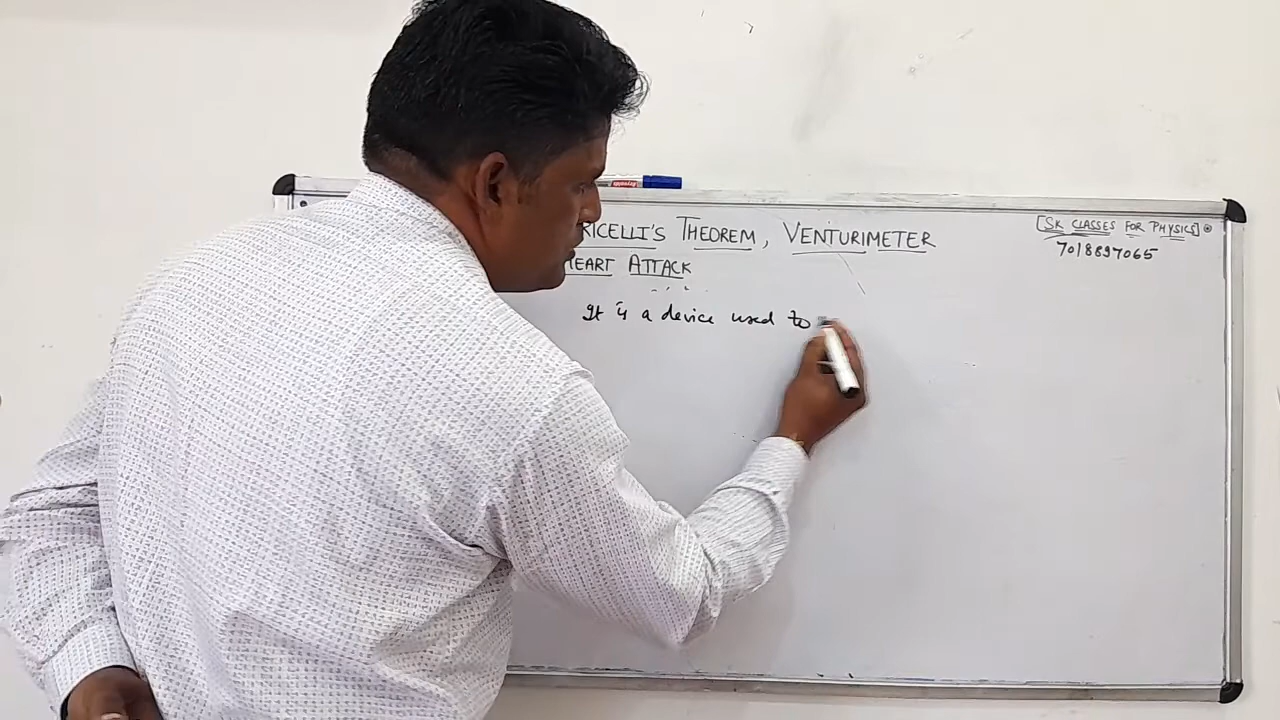 RICELLI'S THEOREM, VENTURIMETER
HEART ATTACK
[SK CLASSES FOR PHYSICS]
7018897065
It is a device used to